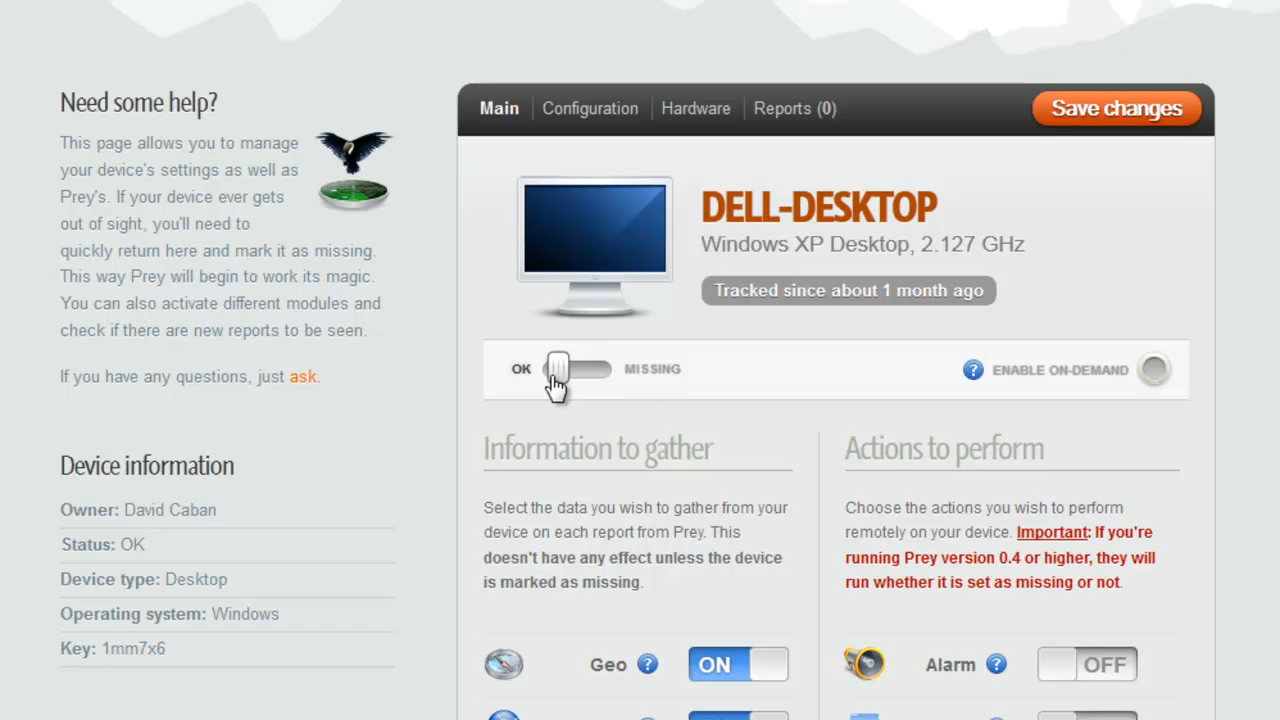 Need some help?
This page allows you to manage
your device's settings as well as
Prey's. If your device ever gets
out of sight, you'll need to
quickly return here and mark it as missing.
This way Prey will begin to work its magic.
You can also activate different modules and
check if there are new reports to be seen.
If you have any questions, just ask.
Device information
Owner: David Caban
Status: OK
Device type: Desktop
Operating system: Windows
Key: 1mm7x6
Main Configuration Hardware Reports (0) Save changes
DELL-DESKTOP
Windows XP Desktop, 2.127 GHz
Tracked since about 1 month ago
OK MISSING ? ENABLE ON-DEMAND
Information to gather
Select the data you wish to gather from your
device on each report from Prey. This
doesn't have any effect unless the device
is marked as missing.
Geo ? ON
Actions to perform
Choose the actions you wish to perform
remotely on your device. Important: If you're
running Prey version 0.4 or higher, they will
run whether it is set as missing or not.
Alarm ? OFF